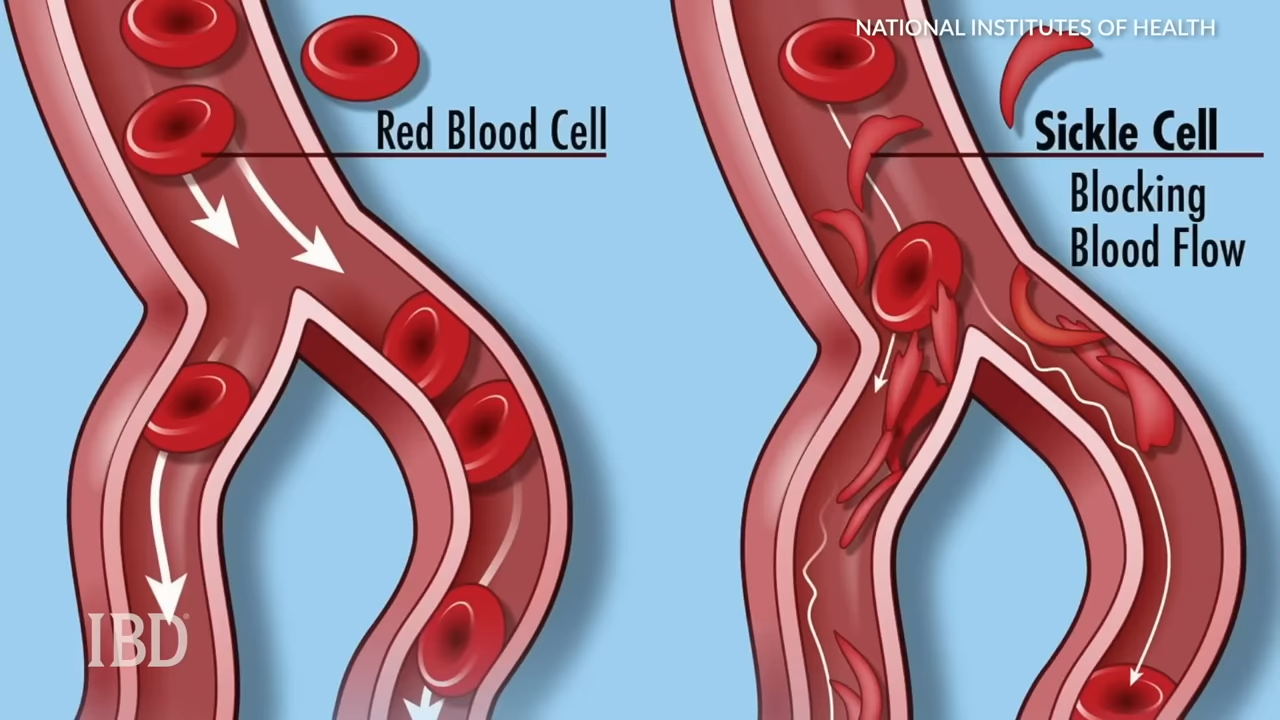 NATIONAL INSTITUTES OF HEALTH
Red Blood Cell
Sickle Cell
Blocking
Blood Flow
IBD